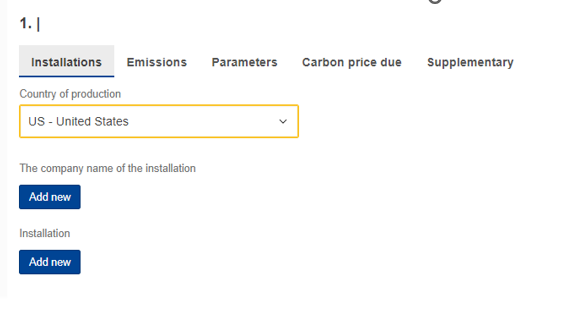 1. |
Installations Emissions Parameters Carbon price due Supplementary
Country of production
US - United States
The company name of the installation
Add new
Installation
Add new